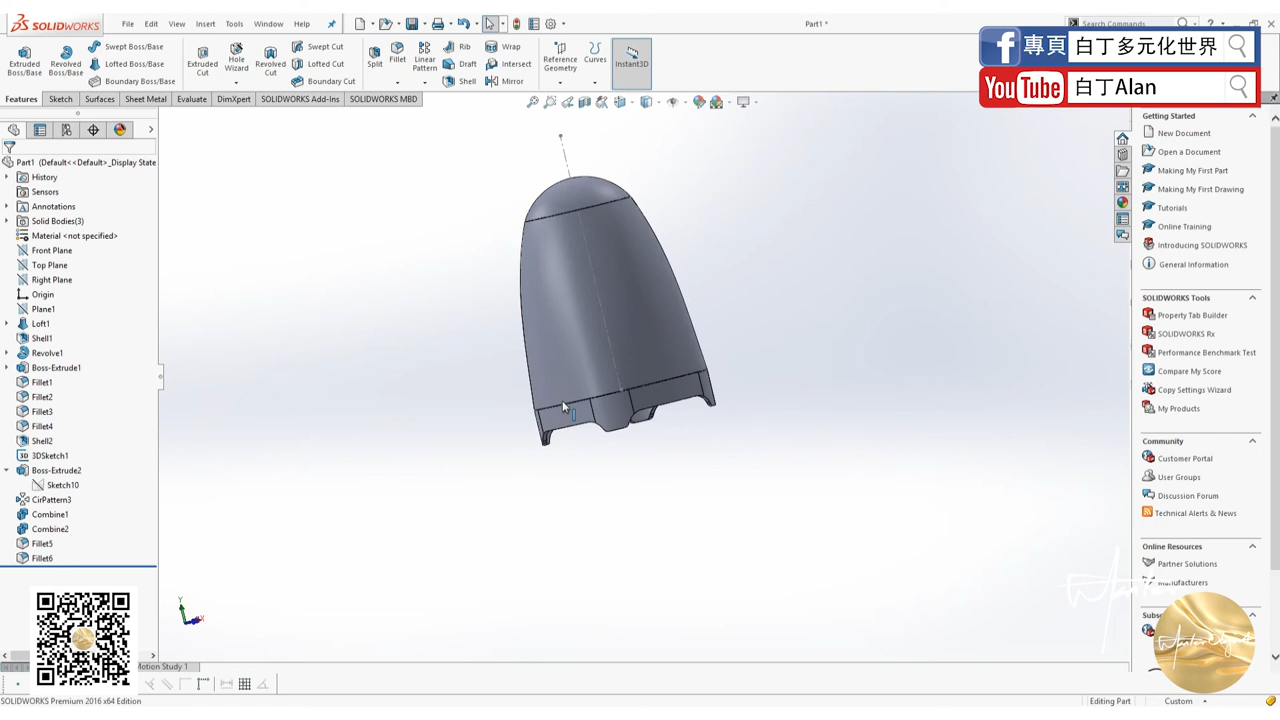 SOLIDWORKS
File Edit View Insert Tools Window Help
Part1 *
Search Commands
專頁 白丁多元化世界
YouTube 白丁Alan
Extruded Boss/Base
Revolved Boss/Base
Swept Boss/Base
Lofted Boss/Base
Boundary Boss/Base
Extruded Cut
Hole Wizard
Revolved Cut
Swept Cut
Lofted Cut
Boundary Cut
Split
Fillet
Linear Pattern
Rib
Draft
Shell
Wrap
Intersect
Mirror
Reference Geometry
Curves
Instant3D
Features Sketch Surfaces Sheet Metal Evaluate DimXpert SOLIDWORKS Add-Ins SOLIDWORKS MBD
Part1 (Default<<Default>_Display State
History
Sensors
Annotations
Solid Bodies(3)
Material <not specified>
Front Plane
Top Plane
Right Plane
Origin
Plane1
Loft1
Shell1
Revolve1
Boss-Extrude1
Fillet1
Fillet2
Fillet3
Fillet4
Shell2
3DSketch1
Boss-Extrude2
Sketch10
CirPattern3
Combine1
Combine2
Fillet5
Fillet6
Y
X
Motion Study 1
SOLIDWORKS Premium 2016 x64 Edition
Editing Part
Custom
Getting Started
New Document
Open a Document
Making My First Part
Making My First Drawing
Tutorials
Online Training
Introducing SOLIDWORKS
General Information
SOLIDWORKS Tools
Property Tab Builder
SOLIDWORKS Rx
Performance Benchmark Test
Compare My Score
Copy Settings Wizard
My Products
Community
Customer Portal
User Groups
Discussion Forum
Technical Alerts & News
Online Resources
Partner Solutions
Manufacturers